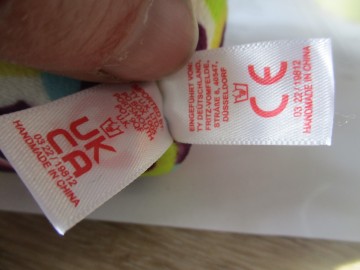 EINGEFÜHRT VON:
TY DEUTSCHLAND,
FRITZ-VOMFELDE,
STRAßE 6, 40547,
DÜSSELDORF
CE
03 22/19812
HANDMADE IN CHINA
UK
CA
03 22/19812
HANDMADE IN CHINA